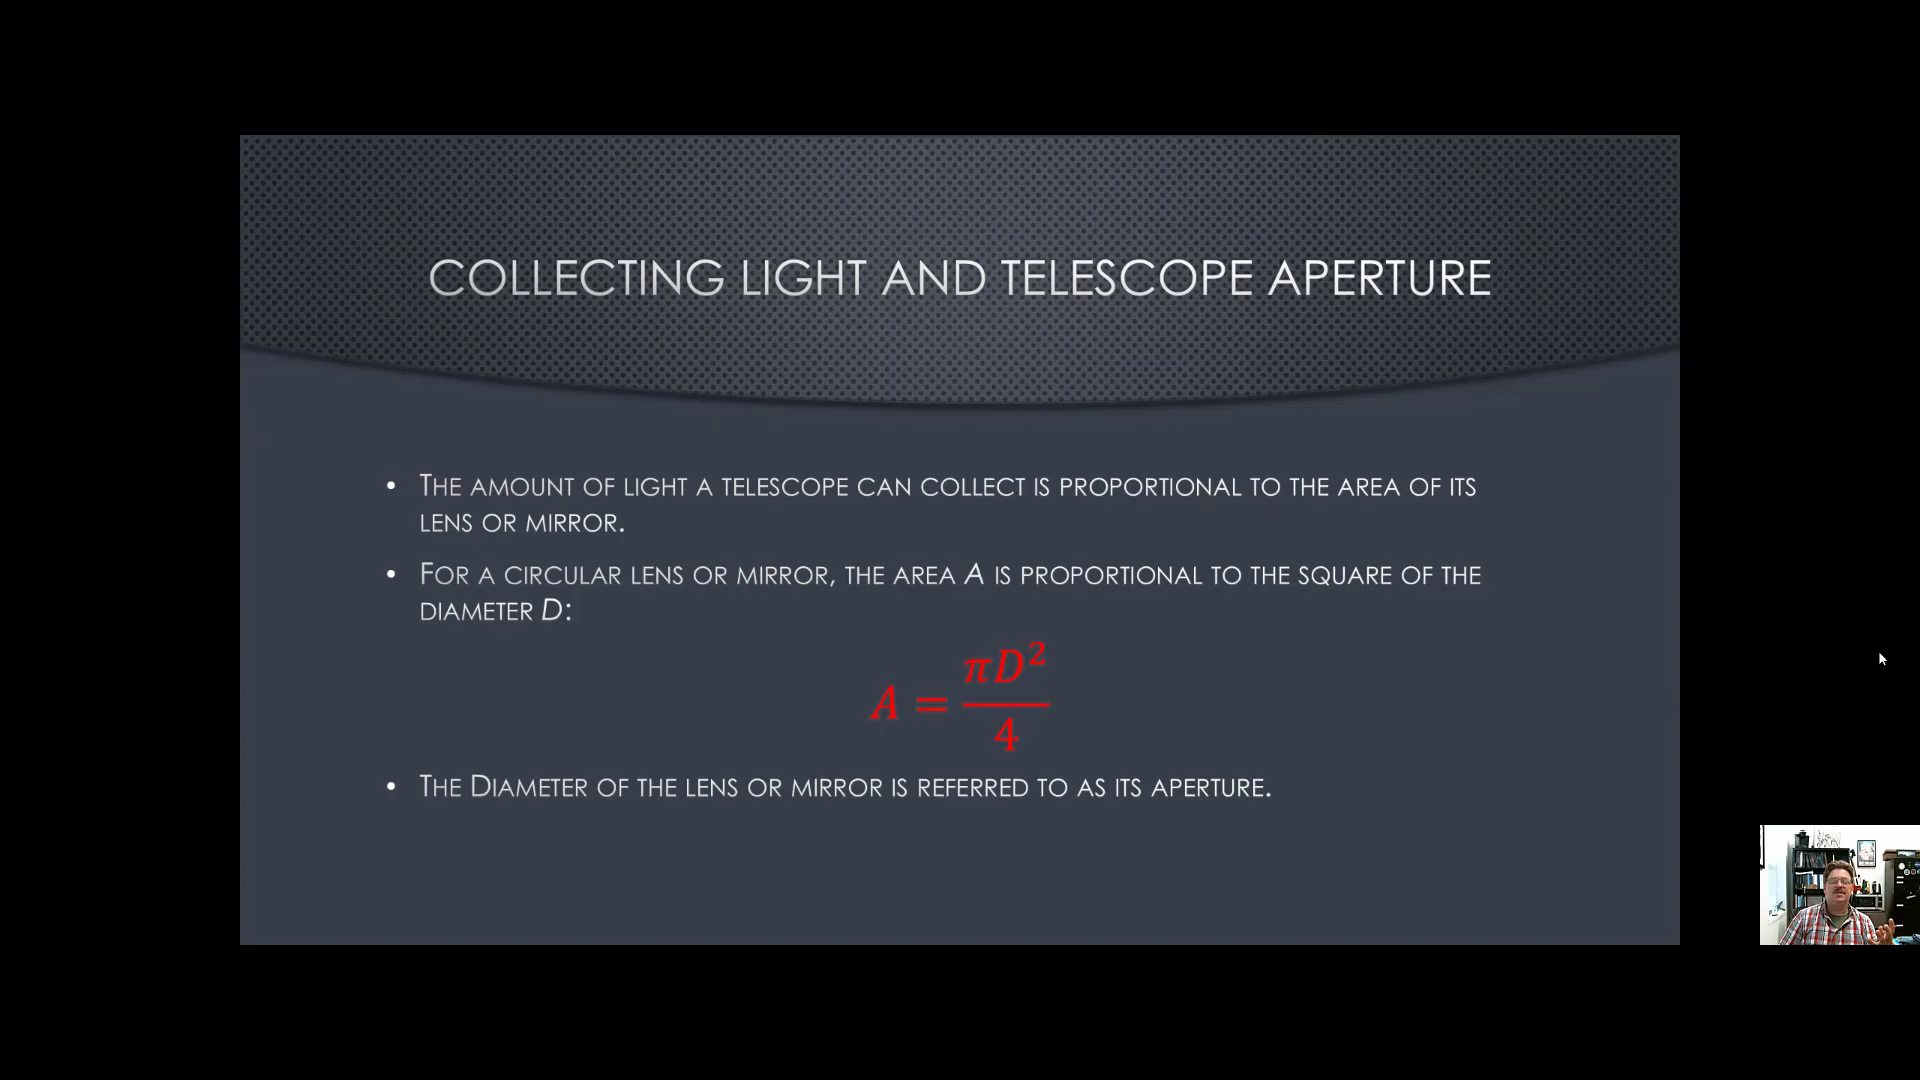 COLLECTING LIGHT AND TELESCOPE APERTURE
• THE AMOUNT OF LIGHT A TELESCOPE CAN COLLECT IS PROPORTIONAL TO THE AREA OF ITS
LENS OR MIRROR.
• FOR A CIRCULAR LENS OR MIRROR, THE AREA A IS PROPORTIONAL TO THE SQUARE OF THE
DIAMETER D:
A = πD²/4
• THE DIAMETER OF THE LENS OR MIRROR IS REFERRED TO AS ITS APERTURE.